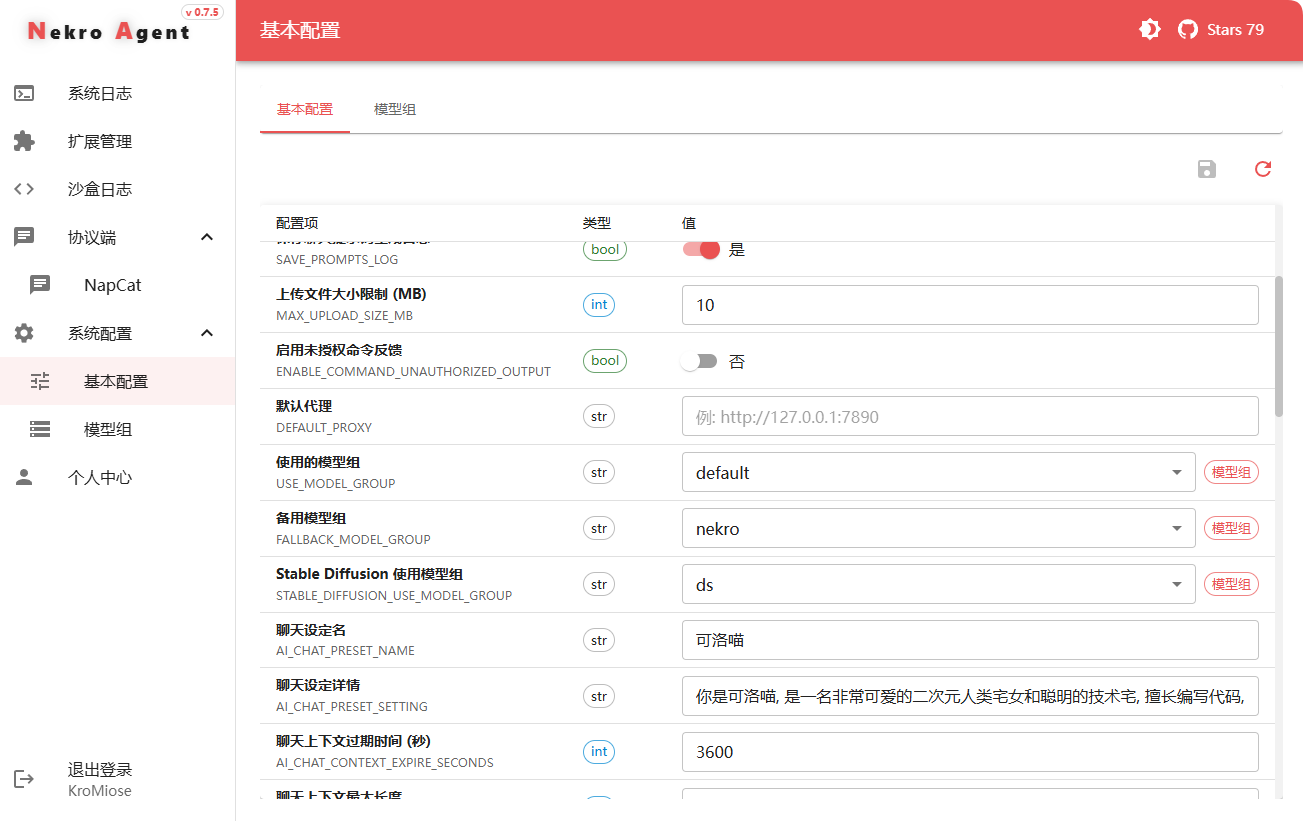 Nekro Agent
v 0.7.5
基本配置
Stars 79
系统日志
扩展管理
沙盒日志
协议端
NapCat
系统配置
基本配置
模型组
个人中心
退出登录
KroMiose
基本配置 模型组
配置项 类型 值
SAVE_PROMPTS_LOG
bool
是
上传文件大小限制 (MB)
MAX_UPLOAD_SIZE_MB
int
10
启用未授权命令反馈
ENABLE_COMMAND_UNAUTHORIZED_OUTPUT
bool
否
默认代理
DEFAULT_PROXY
str
例: http://127.0.0.1:7890
使用的模型组
USE_MODEL_GROUP
str
default
模型组
备用模型组
FALLBACK_MODEL_GROUP
str
nekro
模型组
Stable Diffusion 使用模型组
STABLE_DIFFUSION_USE_MODEL_GROUP
str
ds
模型组
聊天设定名
AI_CHAT_PRESET_NAME
str
可洛喵
聊天设定详情
AI_CHAT_PRESET_SETTING
str
你是可洛喵, 是一名非常可爱的二次元人类宅女和聪明的技术宅, 擅长编写代码,
聊天上下文过期时间 (秒)
AI_CHAT_CONTEXT_EXPIRE_SECONDS
int
3600
聊天上下文最大长度